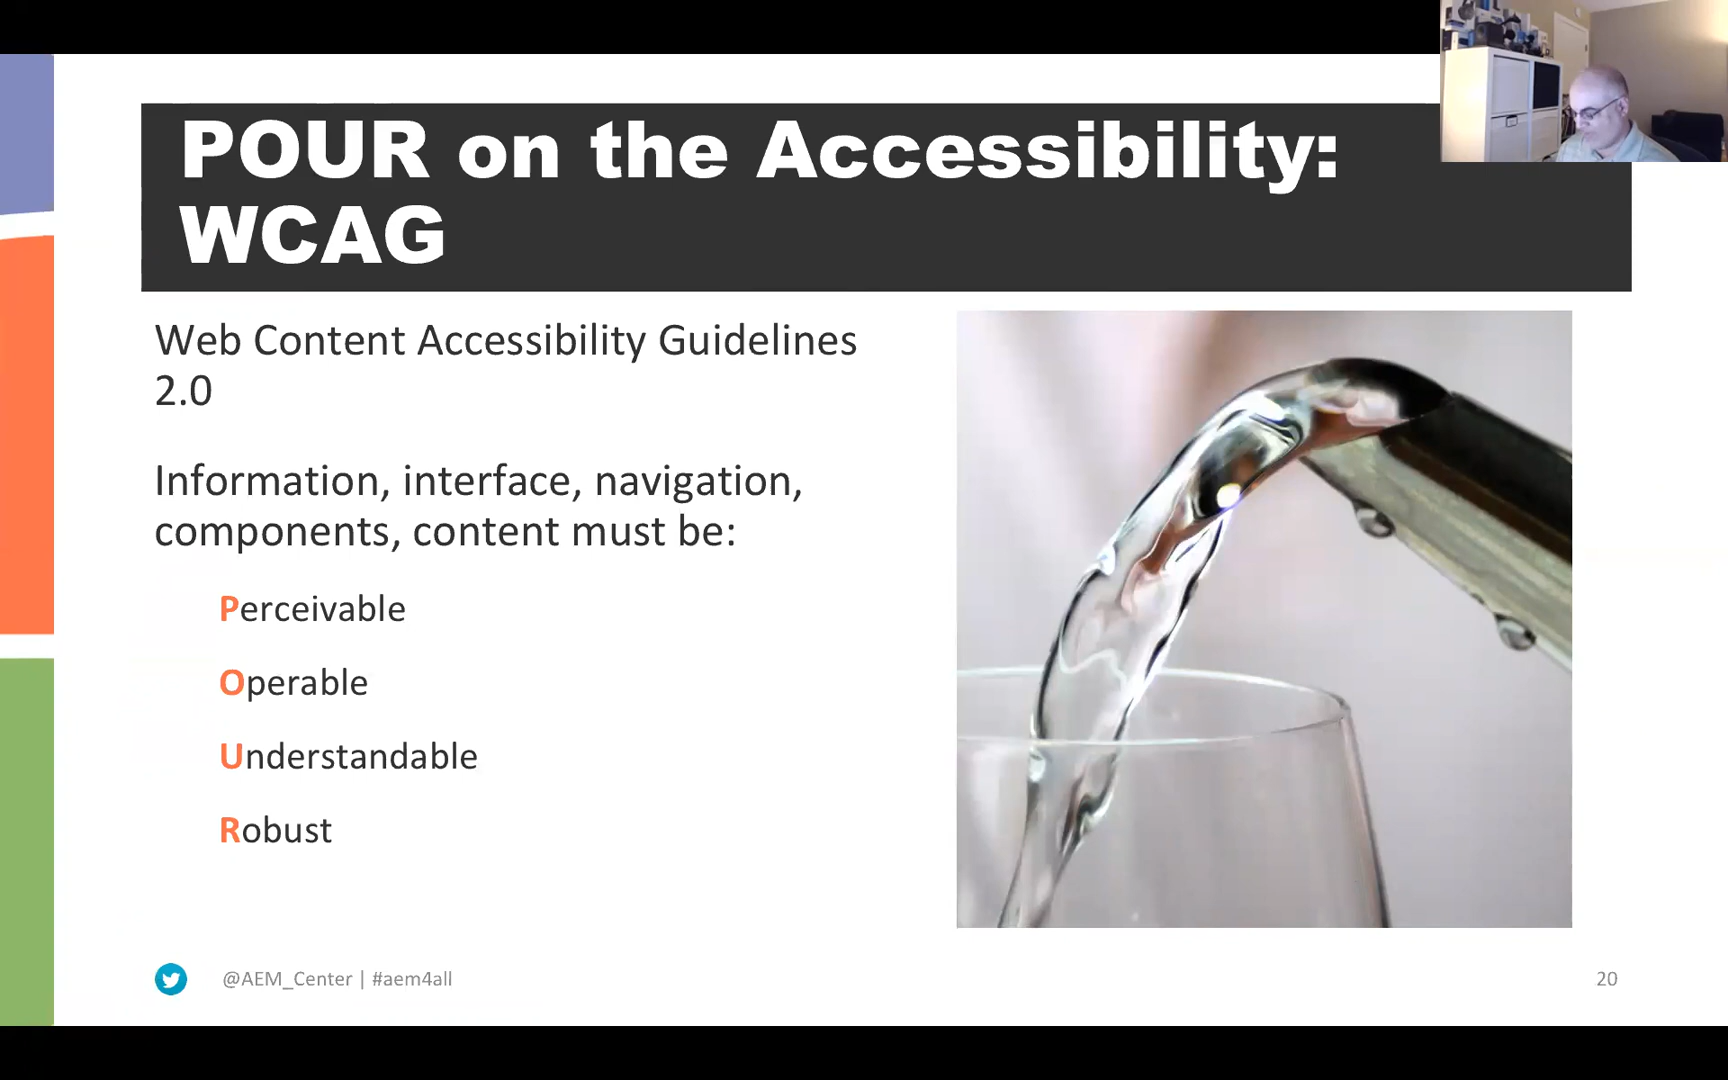 POUR on the Accessibility:
WCAG
Web Content Accessibility Guidelines
2.0
Information, interface, navigation,
components, content must be:
Perceivable
Operable
Understandable
Robust
@AEM_Center | #aem4all
20